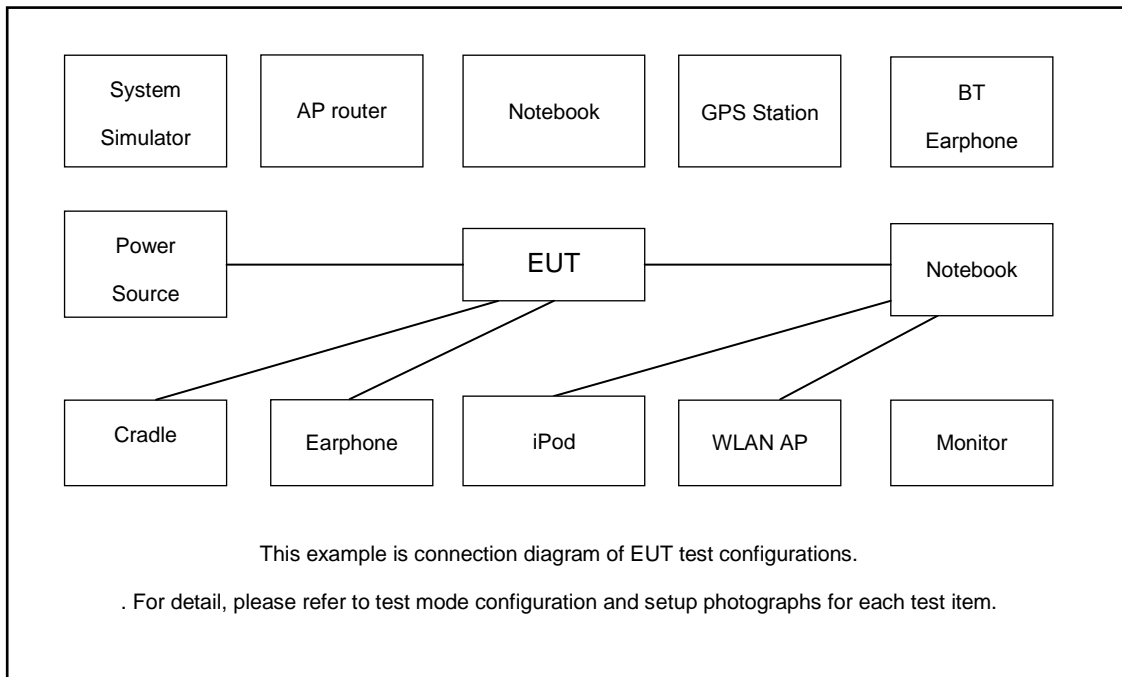 System
Simulator
AP router
Notebook
GPS Station
BT
Earphone
Power
Source
EUT
Notebook
Cradle
Earphone
iPod
WLAN AP
Monitor
This example is connection diagram of EUT test configurations.
. For detail, please refer to test mode configuration and setup photographs for each test item.